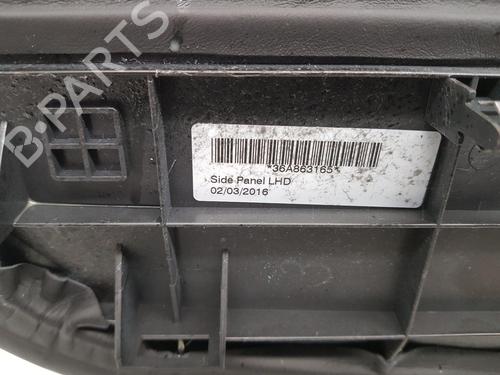 B-PARTS
*36A863165*
Side Panel LHD
02/03/2016